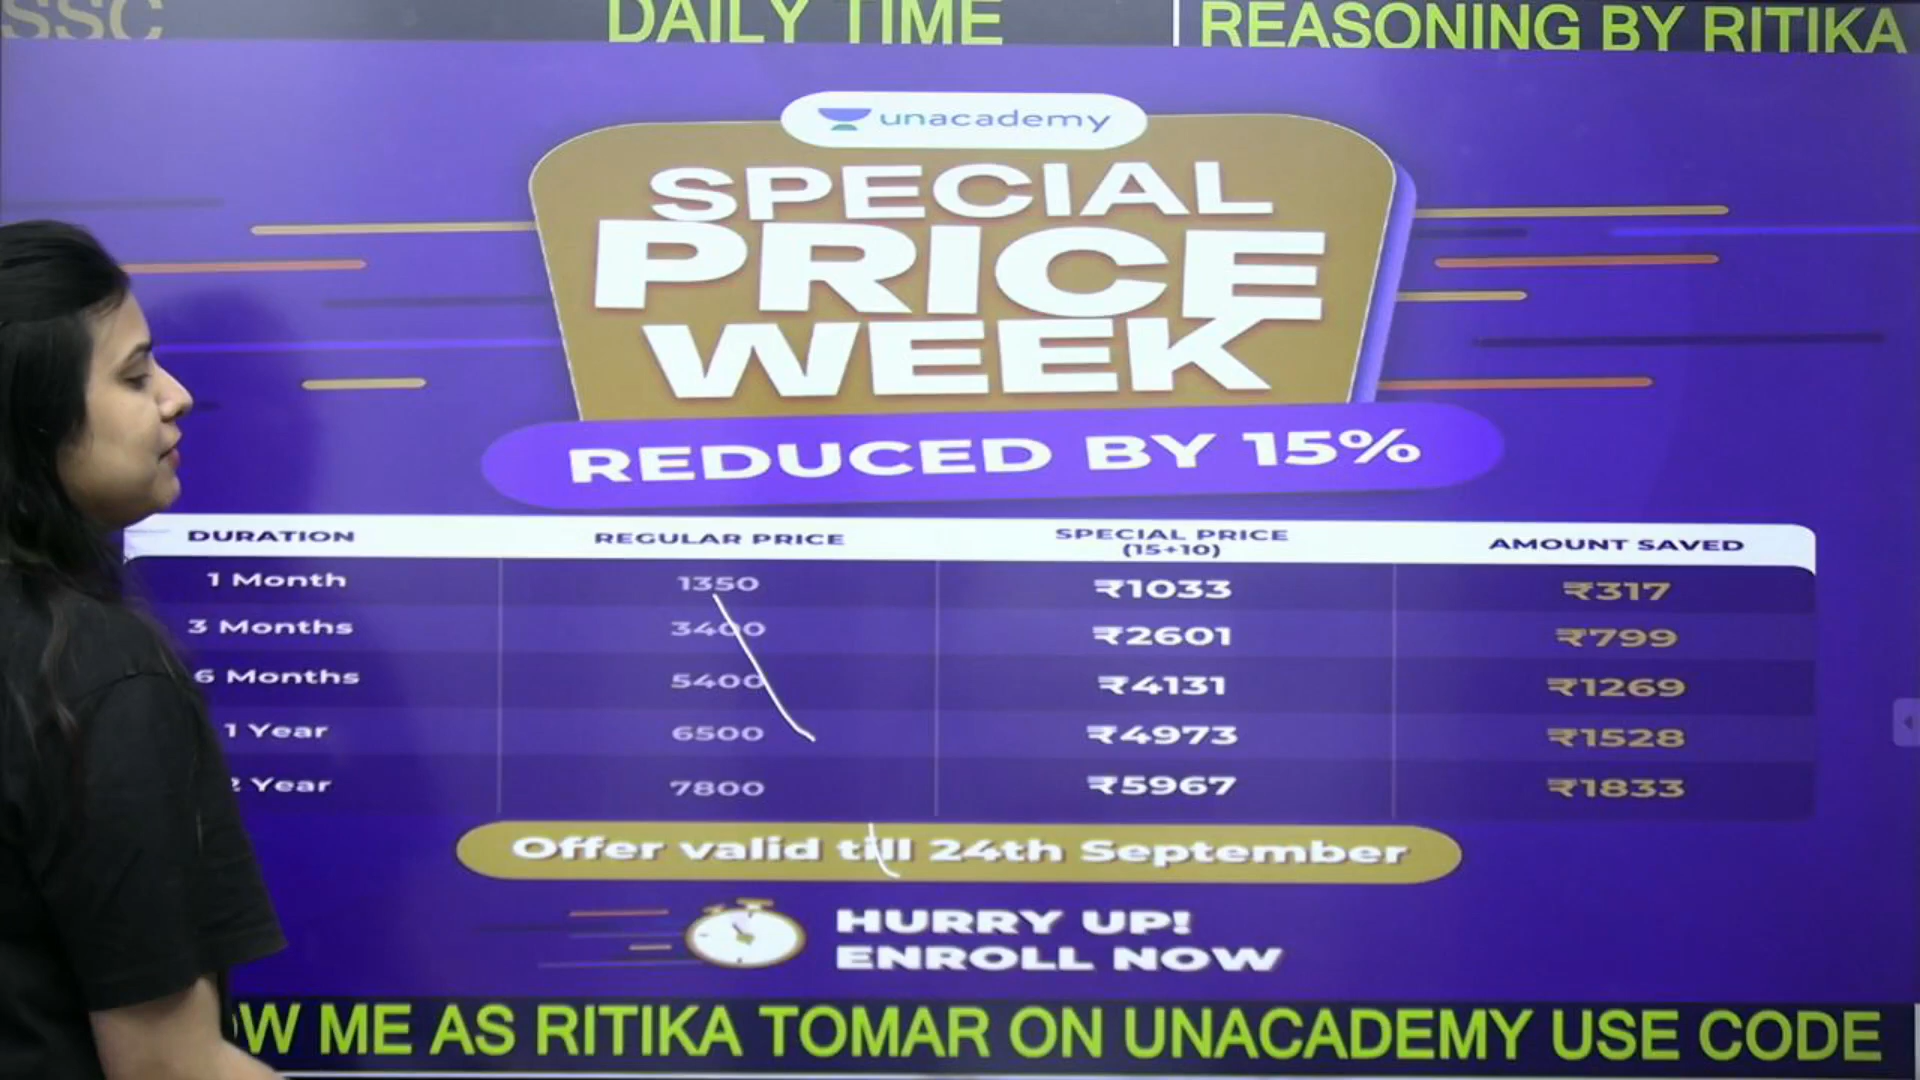 SSC
DAILY TIME
REASONING BY RITIKA
unacademy
SPECIAL
PRICE
WEEK
REDUCED BY 15%
DURATION REGULAR PRICE SPECIAL PRICE (15+10) AMOUNT SAVED
1 Month 1350 ₹1033 ₹317
3 Months 3400 ₹2601 ₹799
6 Months 5400 ₹4131 ₹1269
1 Year 6500 ₹4973 ₹1528
2 Year 7800 ₹5967 ₹1833
Offer valid till 24th September
HURRY UP!
ENROLL NOW
OW ME AS RITIKA TOMAR ON UNACADEMY USE CODE